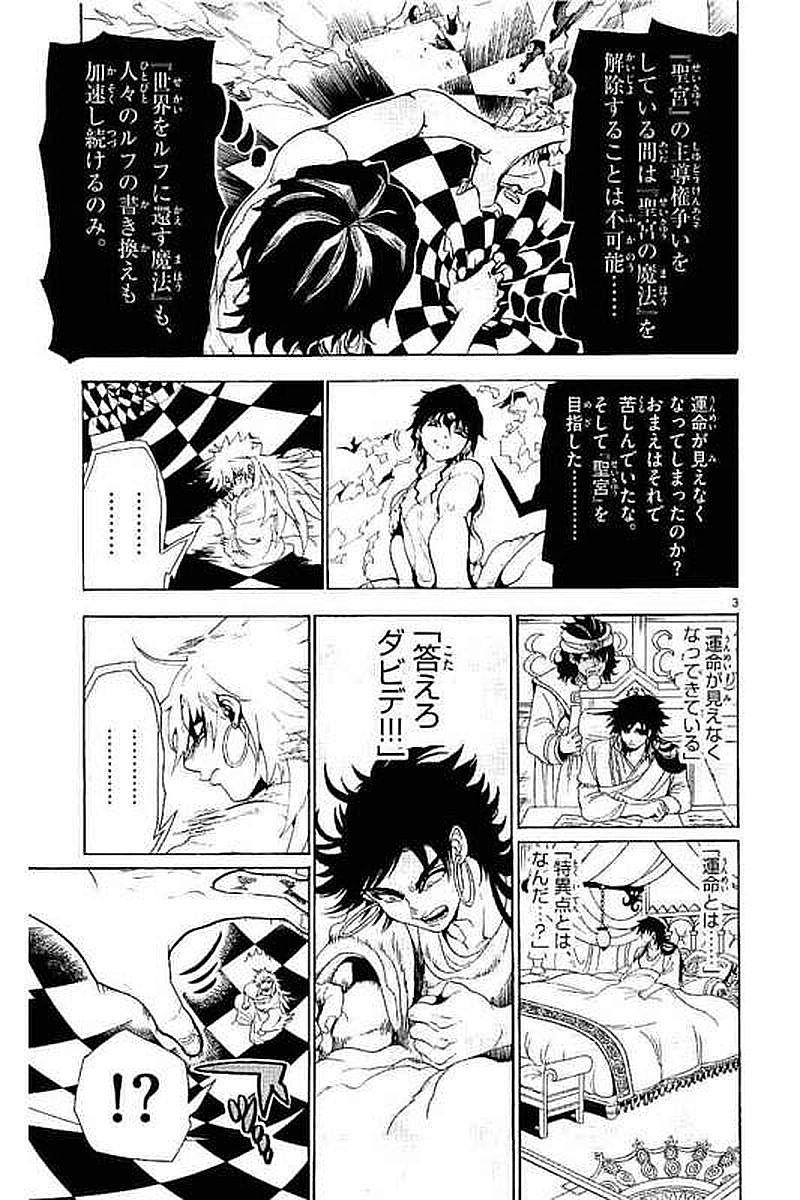 『聖宮』の主導権争いを
している間は『聖宮の魔法』を
解除することは不可能……
『世界をルフに還す魔法』も、
人々のルフの書き換えも
加速し続けるのみ。
運命が見えなく
なってしまったのか?
おまえはそれで
苦しんでいたな。
そして『聖宮』を
目指した…………
………
………
3
「運命が見えなく
なってきている」
「運命とは……」
「特異点とは、
なんだ…?」
「答えろ
ダビデ!!!」
………
………
!?